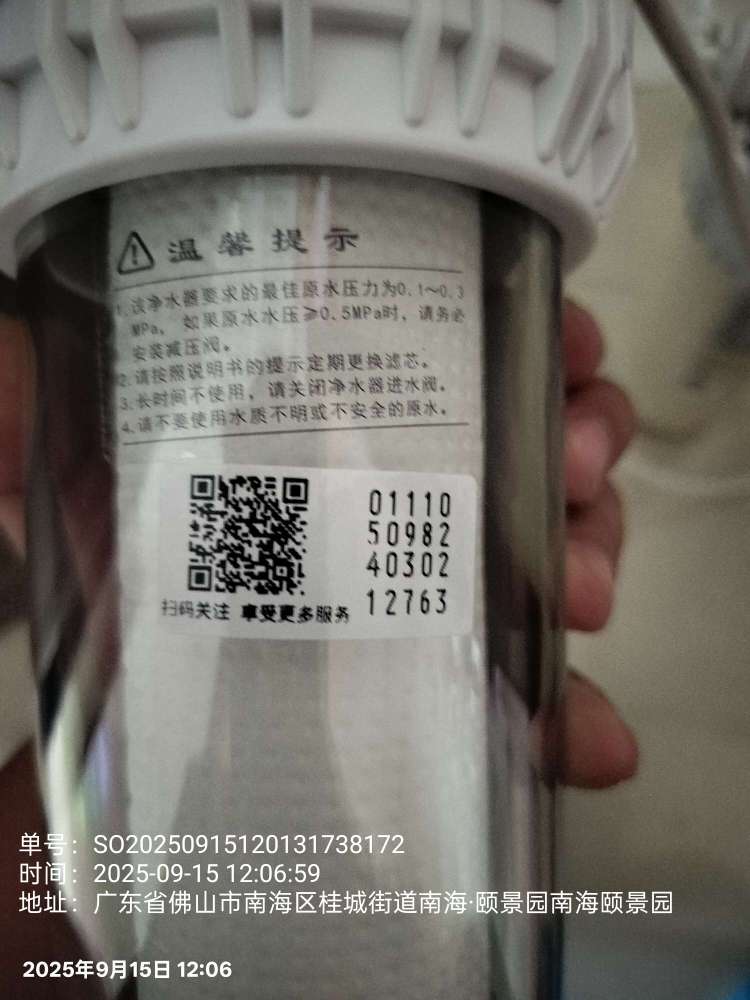 温馨提示
1.该净水器要求的最佳原水压力为0.1～0.3
MPa, 如果原水水压≥0.5MPa时, 请务必
安装减压阀。
2.请按照说明书的提示定期更换滤芯。
3.长时间不使用, 请关闭净水器进水阀。
4.请不要使用水质不明或不安全的原水。
01110
50982
40302
12763
扫码关注 享受更多服务
单号：SO20250915120131738172
时间：2025-09-15 12:06:59
地址：广东省佛山市南海区桂城街道南海·颐景园南海颐景园
2025年9月15日 12:06